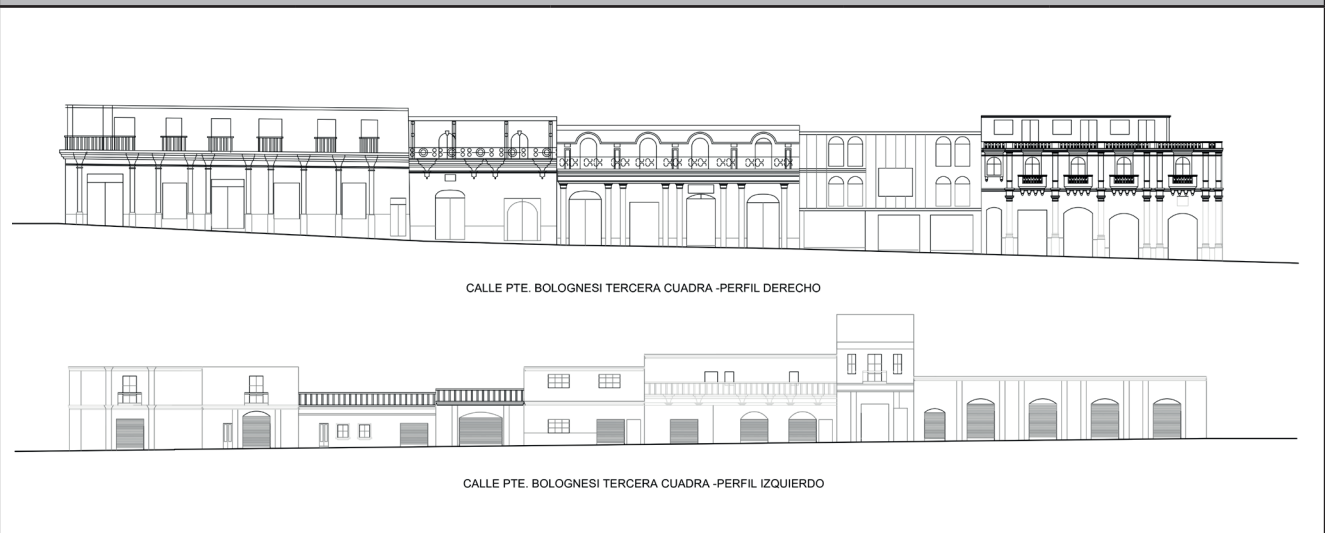 CALLE PTE. BOLOGNESI TERCERA CUADRA -PERFIL DERECHO
CALLE PTE. BOLOGNESI TERCERA CUADRA -PERFIL IZQUIERDO